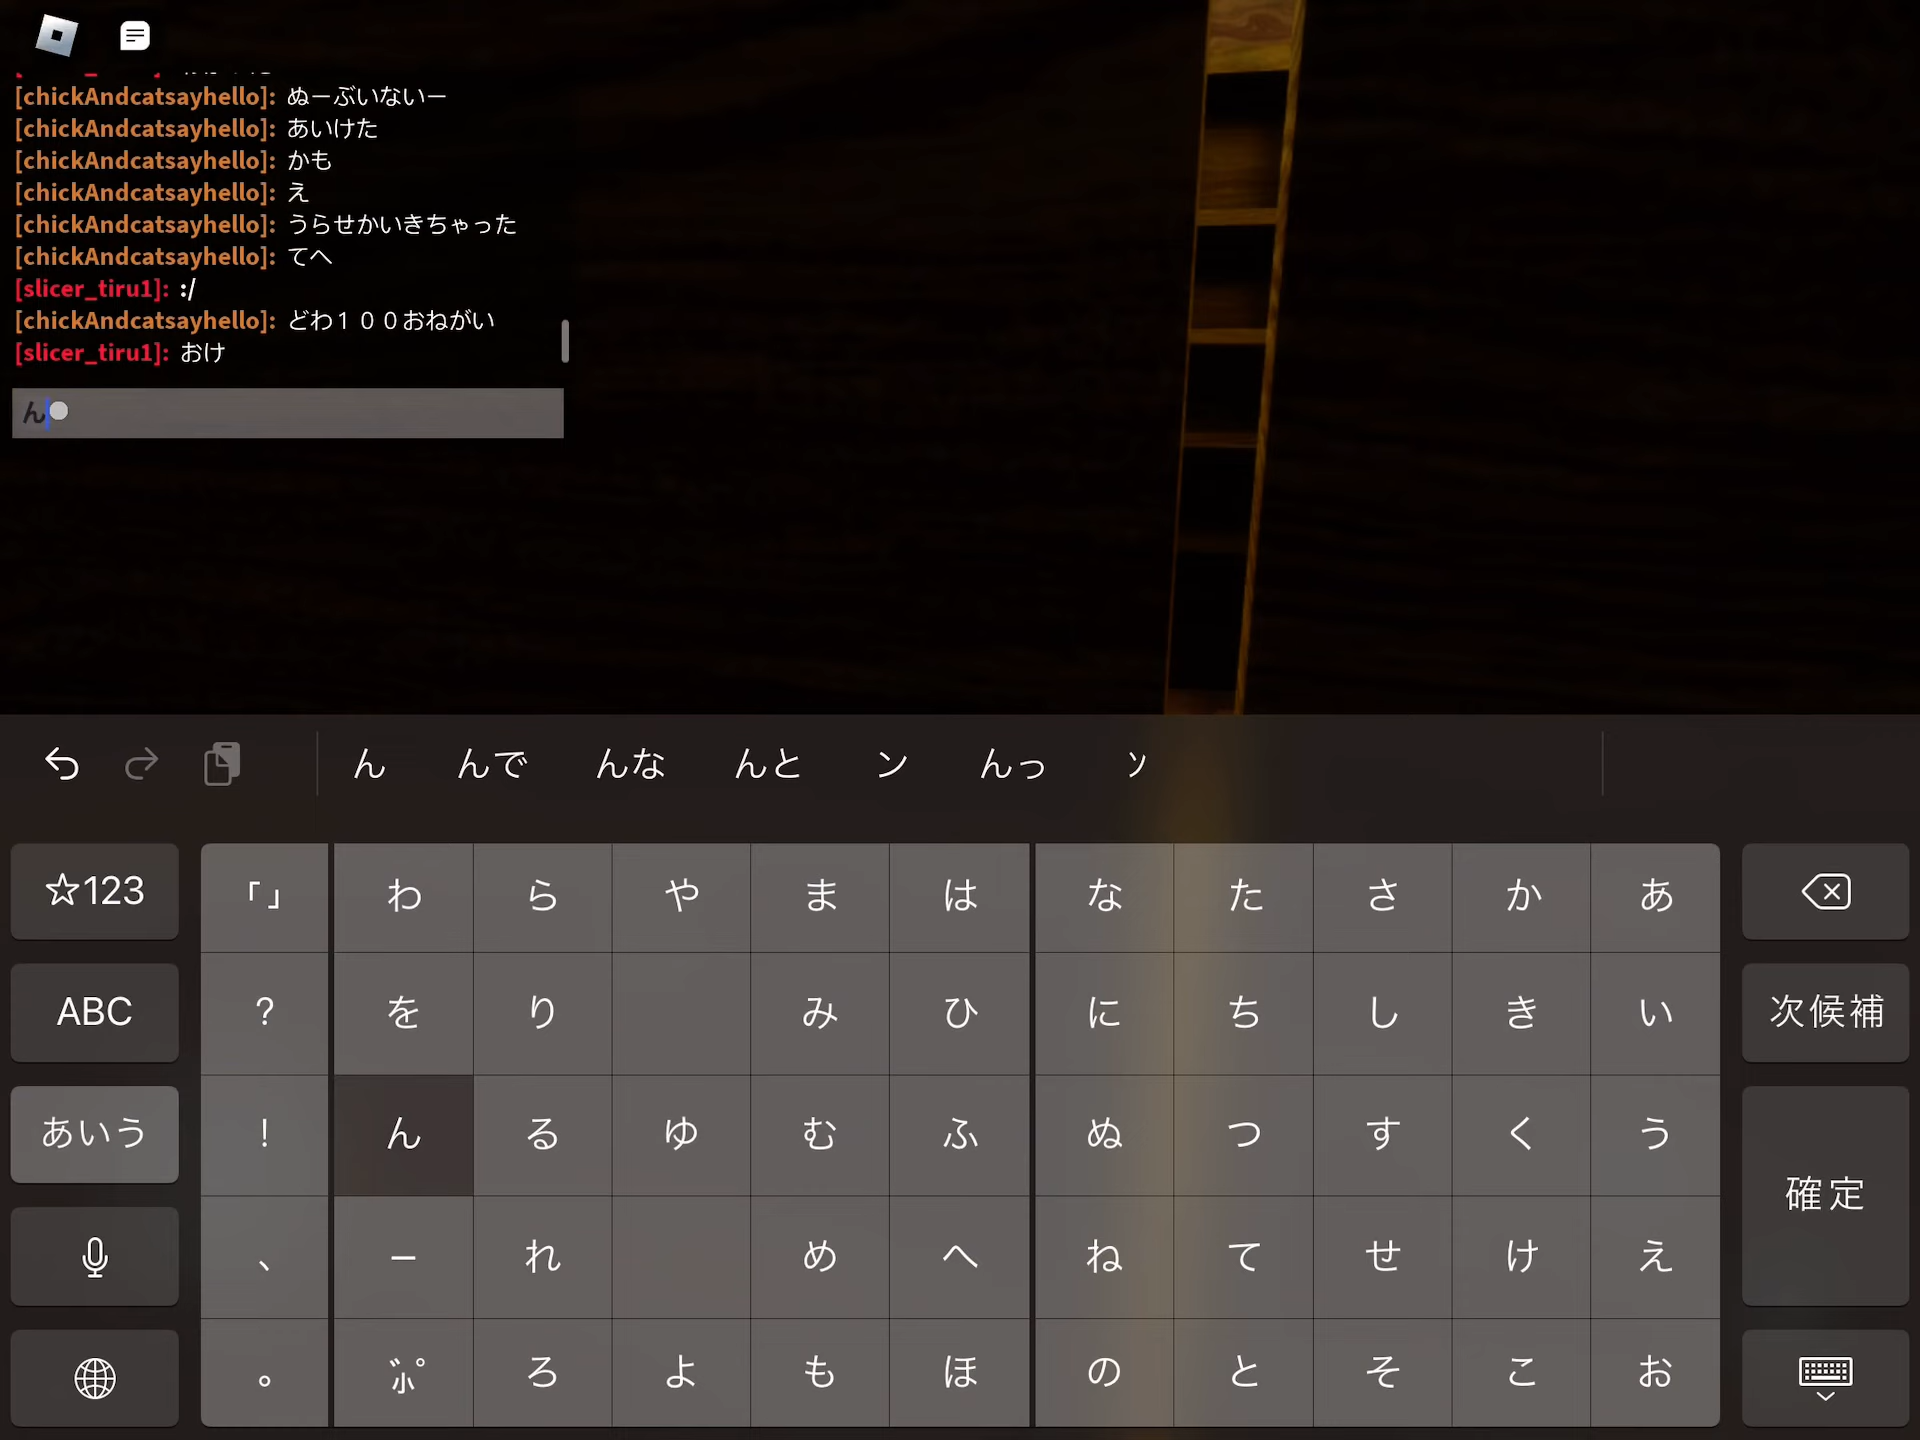 [chickAndcatsayhello]: ぬーぶいないー
[chickAndcatsayhello]: あいけた
[chickAndcatsayhello]: かも
[chickAndcatsayhello]: え
[chickAndcatsayhello]: うらせかいきちゃった
[chickAndcatsayhello]: てへ
[slicer_tiru1]: :/
[chickAndcatsayhello]: どわ１００おねがい
[slicer_tiru1]: おけ
ん
ん んで んな んと ン んっ ソ
☆123 「」 わ ら や ま は な た さ か あ
ABC ? を り み ひ に ち し き い 次候補
あいう ! ん る ゆ む ふ ぬ つ す く う 確定
、 ー れ め へ ね て せ け え
。 ゛゜小 ろ よ も ほ の と そ こ お